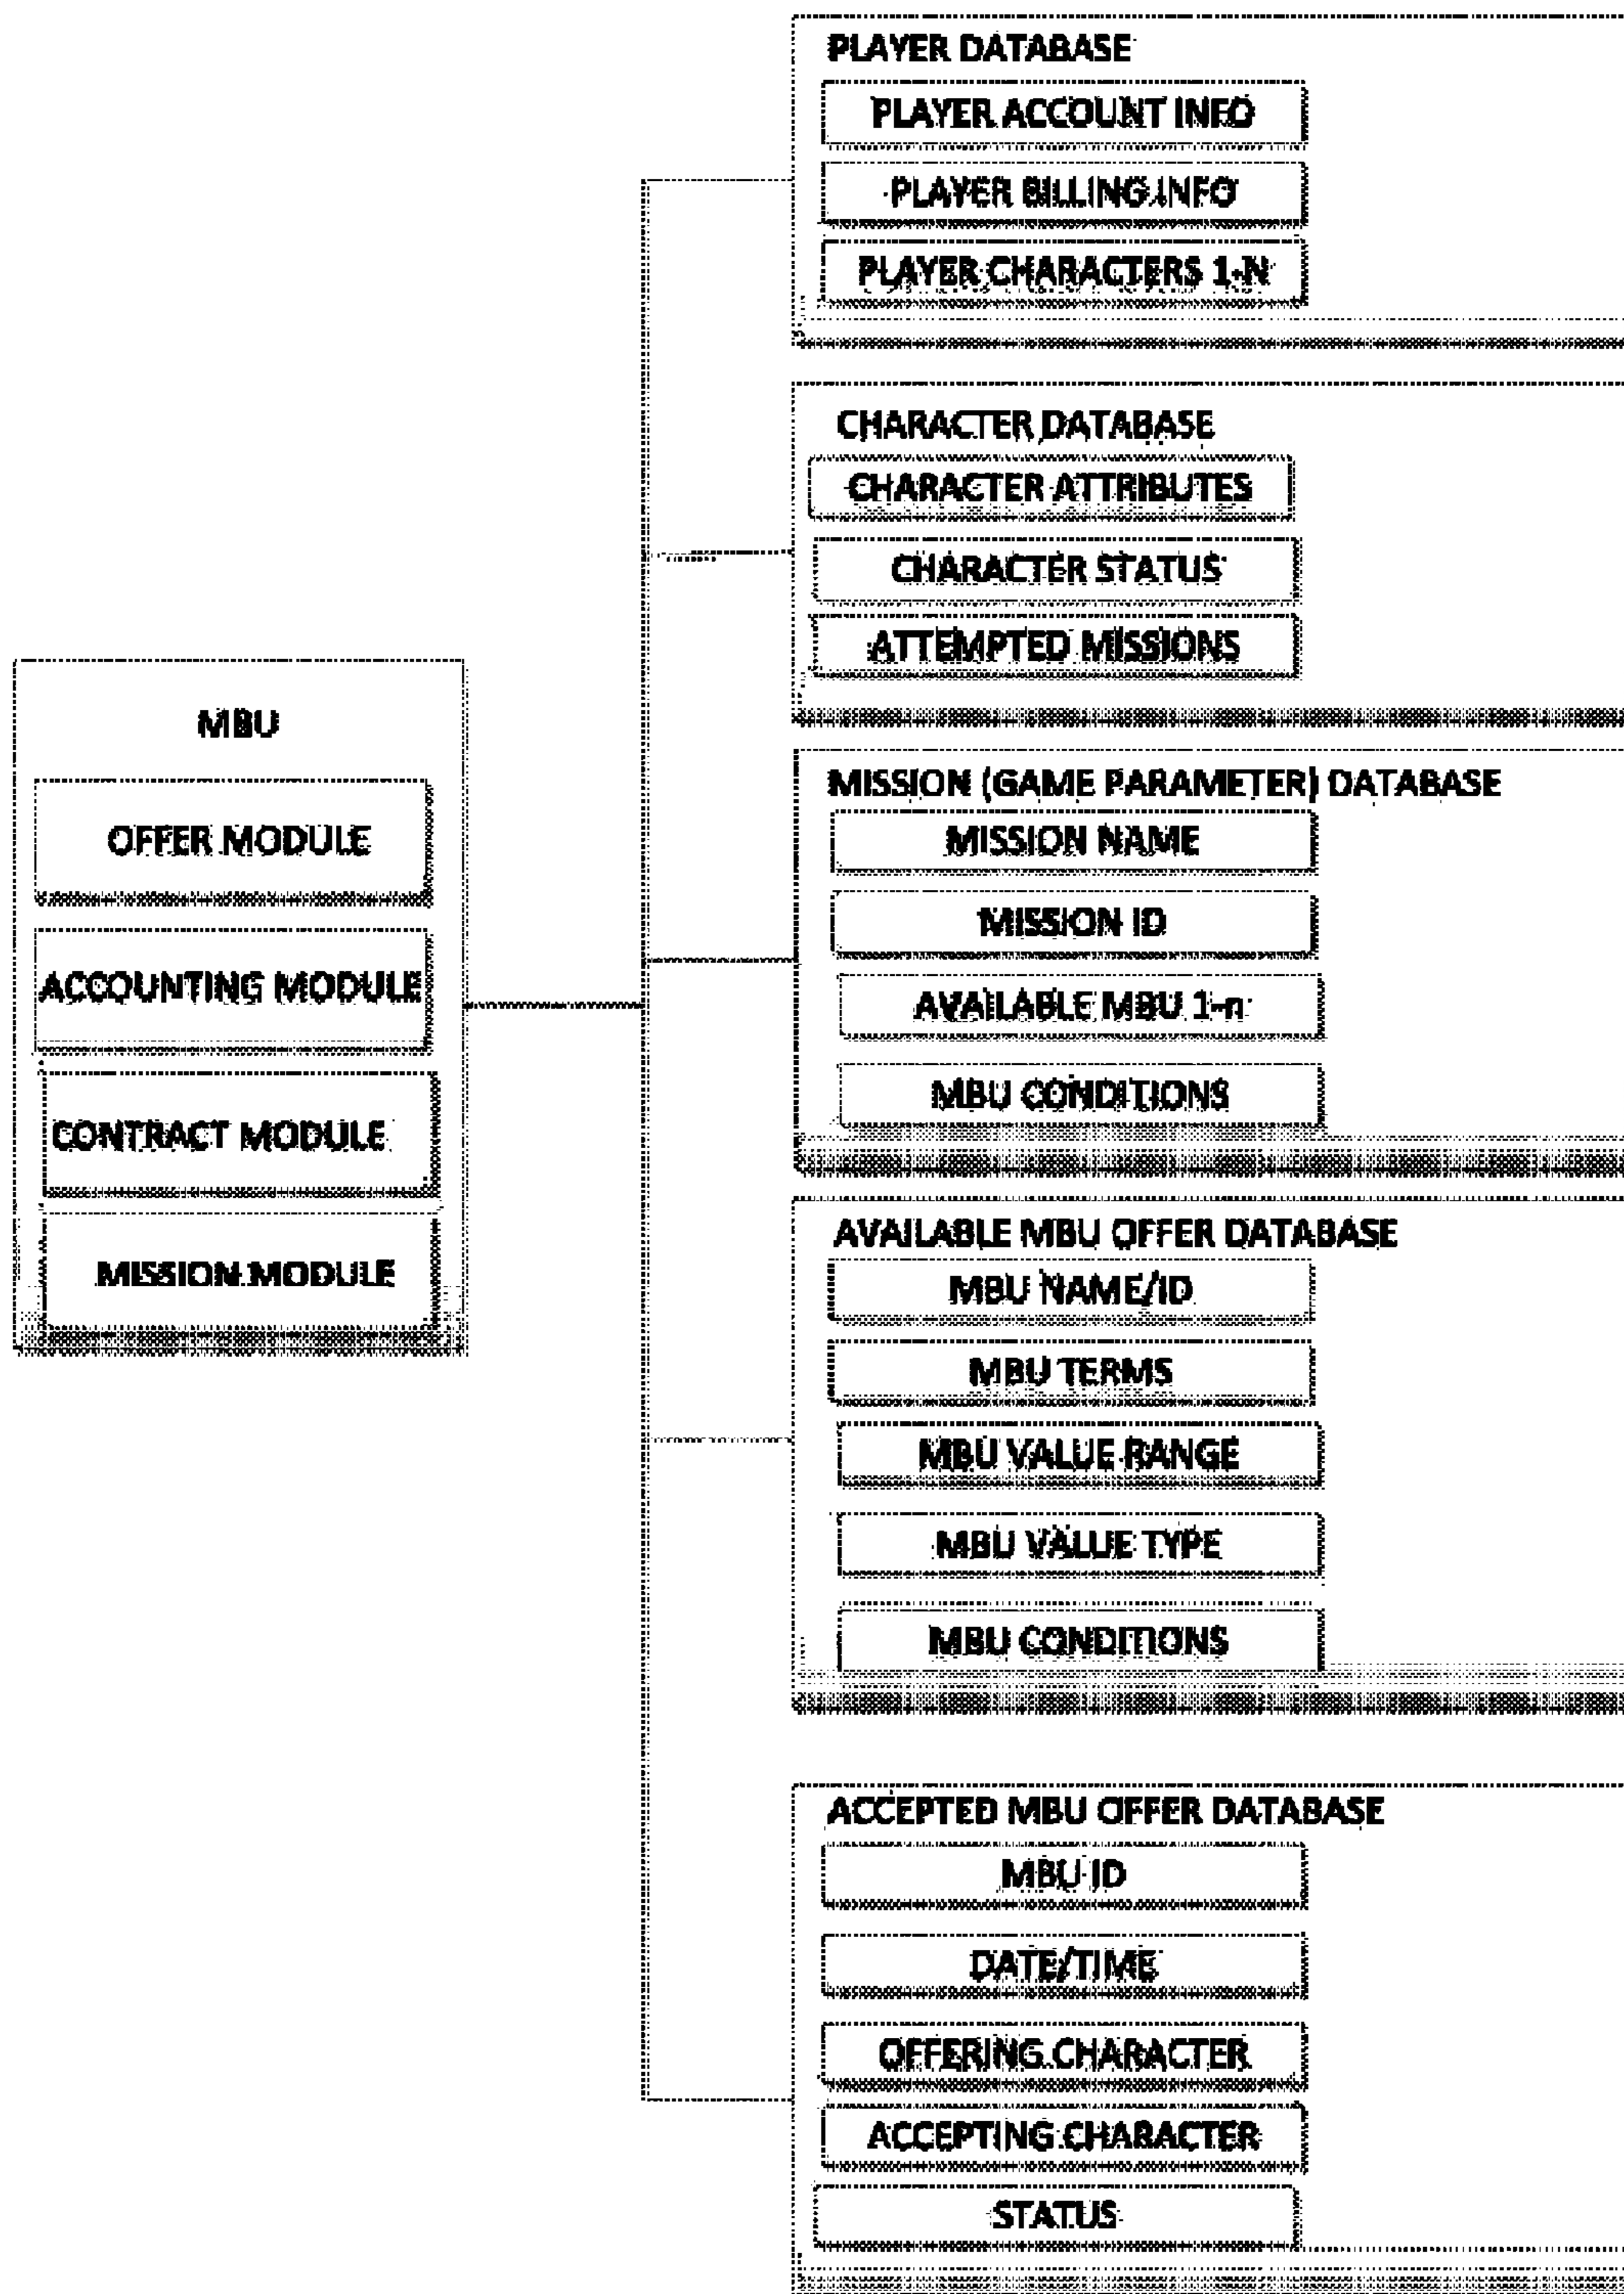 PLAYER DATABASE
PLAYER ACCOUNT INFO
PLAYER BILLING INFO
PLAYER CHARACTERS 1-N
CHARACTER DATABASE
CHARACTER ATTRIBUTES
CHARACTER STATUS
ATTEMPTED MISSIONS
MBU
OFFER MODULE
ACCOUNTING MODULE
CONTRACT MODULE
MISSION MODULE
MISSION (GAME PARAMETER) DATABASE
MISSION NAME
MISSION ID
AVAILABLE MBU 1-n
MBU CONDITIONS
AVAILABLE MBU OFFER DATABASE
MBU NAME/ID
MBU TERMS
MBU VALUE RANGE
MBU VALUE TYPE
MBU CONDITIONS
ACCEPTED MBU OFFER DATABASE
MBU ID
DATE/TIME
OFFERING CHARACTER
ACCEPTING CHARACTER
STATUS